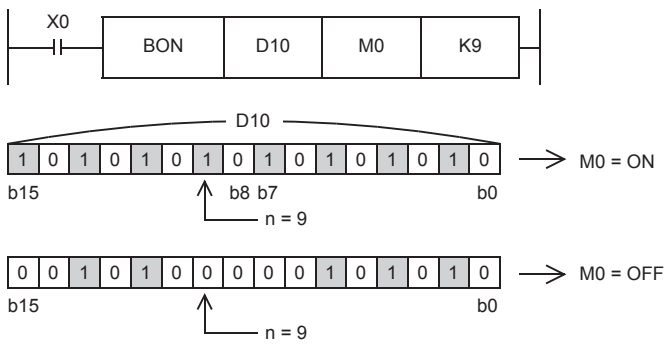 X0
BON D10 M0 K9
D10
1 0 1 0 1 0 1 0 1 0 1 0 1 0 1 0 M0 = ON
b15 b8 b7 b0
n = 9
0 0 1 0 1 0 0 0 0 0 1 0 1 0 1 0 M0 = OFF
b15 b0
n = 9